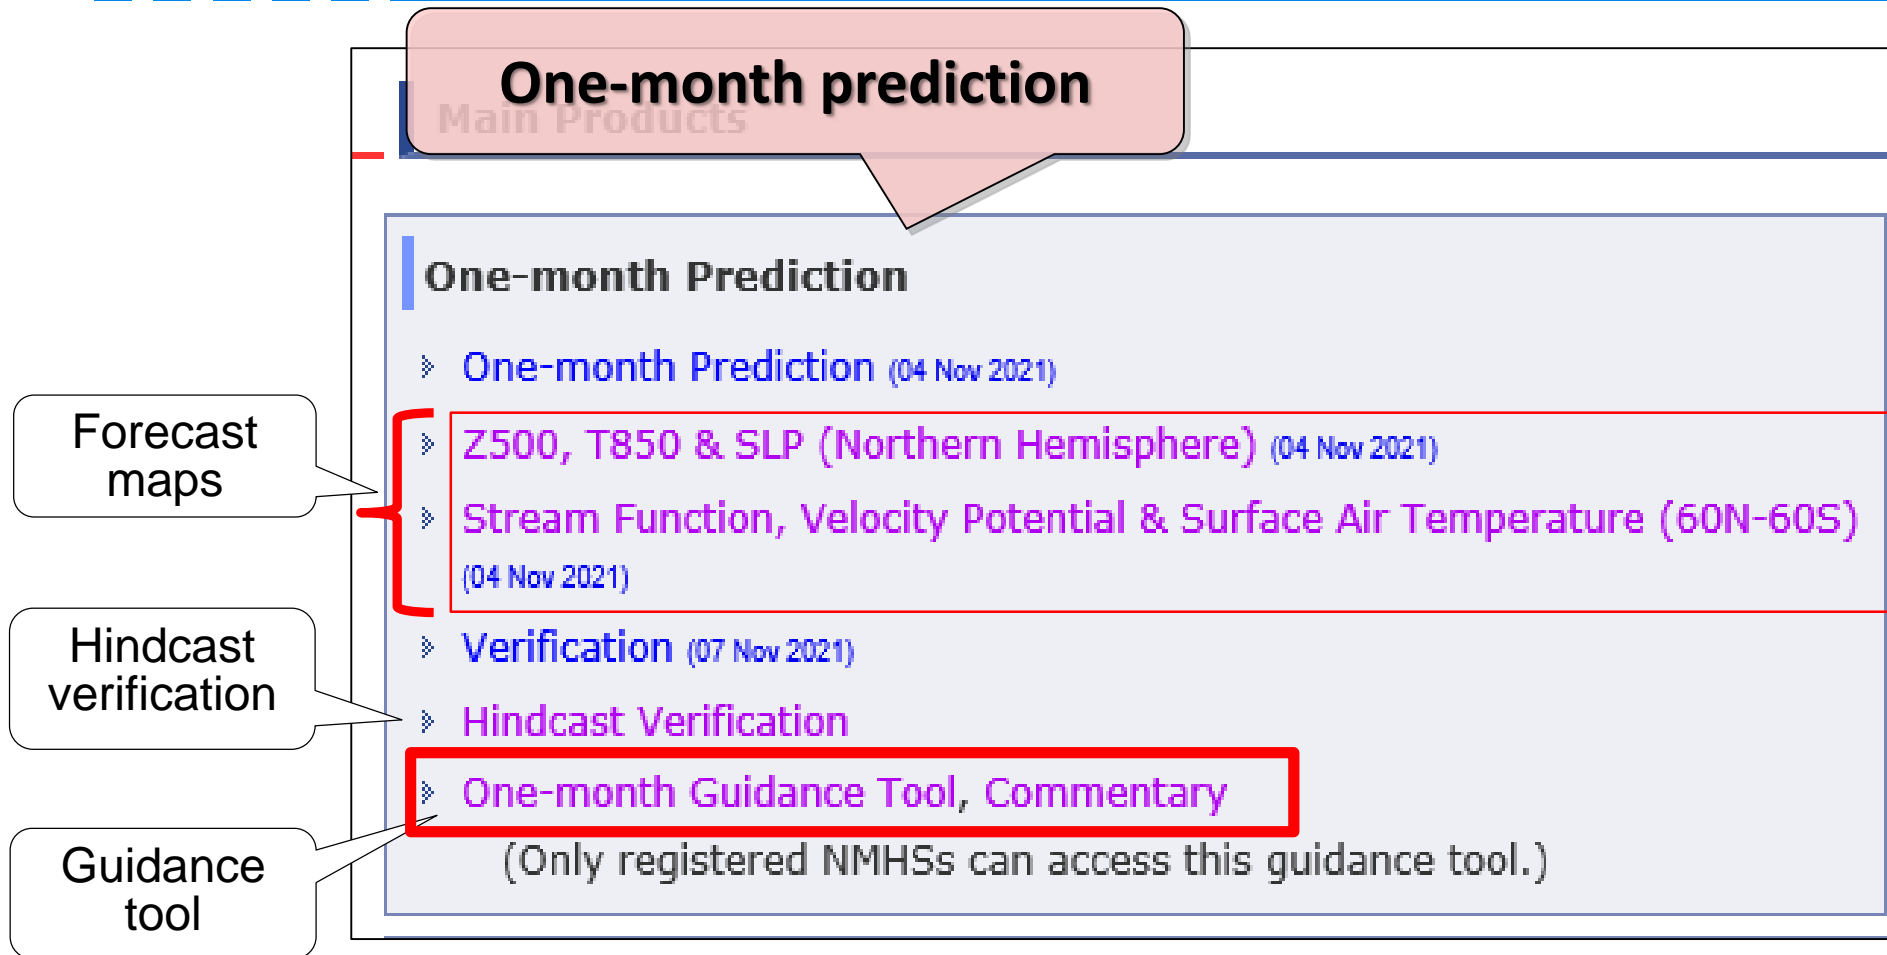 One-month prediction
Main Products
One-month Prediction
One-month Prediction (04 Nov 2021)
Forecast
maps
Z500, T850 & SLP (Northern Hemisphere) (04 Nov 2021)
Stream Function, Velocity Potential & Surface Air Temperature (60N-60S)
(04 Nov 2021)
Verification (07 Nov 2021)
Hindcast
verification
Hindcast Verification
One-month Guidance Tool, Commentary
Guidance
tool
(Only registered NMHSs can access this guidance tool.)